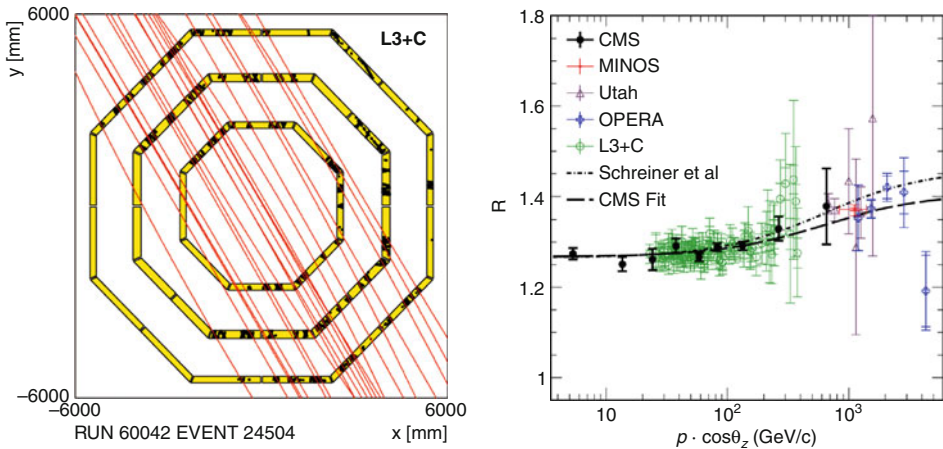 6000
y [mm]
L3+C
−6000
−6000
6000
RUN 60042 EVENT 24504
x [mm]
1.8
1.6
1.4
1.2
1
R
CMS
MINOS
Utah
OPERA
L3+C
Schreiner et al
CMS Fit
10
10²
10³
p · cosθz (GeV/c)